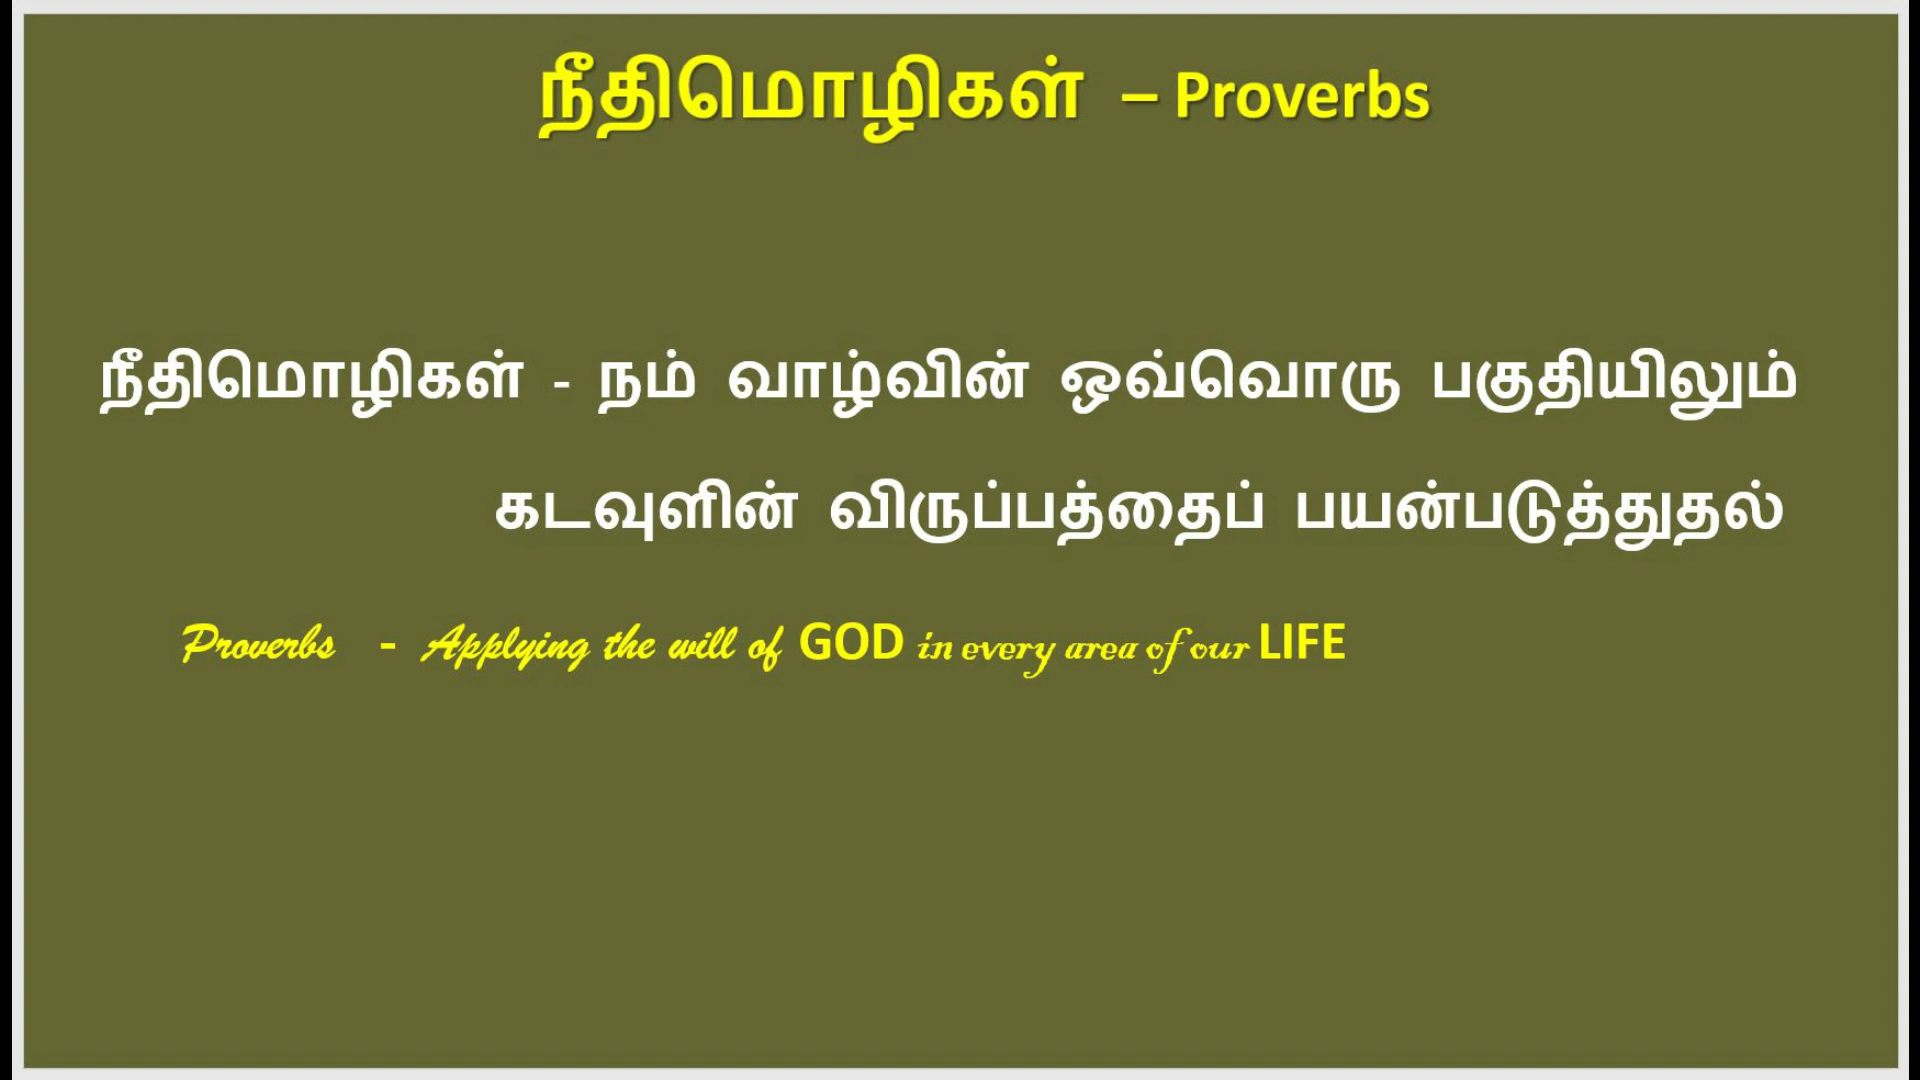 நீதிமொழிகள் – Proverbs
நீதிமொழிகள் - நம் வாழ்வின் ஒவ்வொரு பகுதியிலும்
கடவுளின் விருப்பத்தைப் பயன்படுத்துதல்
Proverbs - Applying the will of GOD in every area of our LIFE